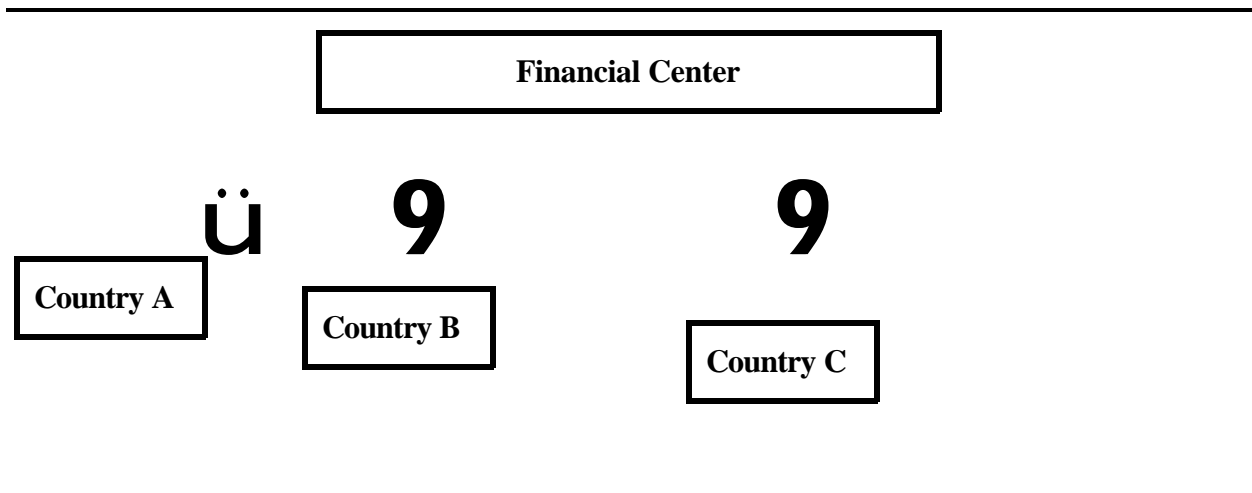 Financial Center
ü 9 9
Country A
Country B
Country C